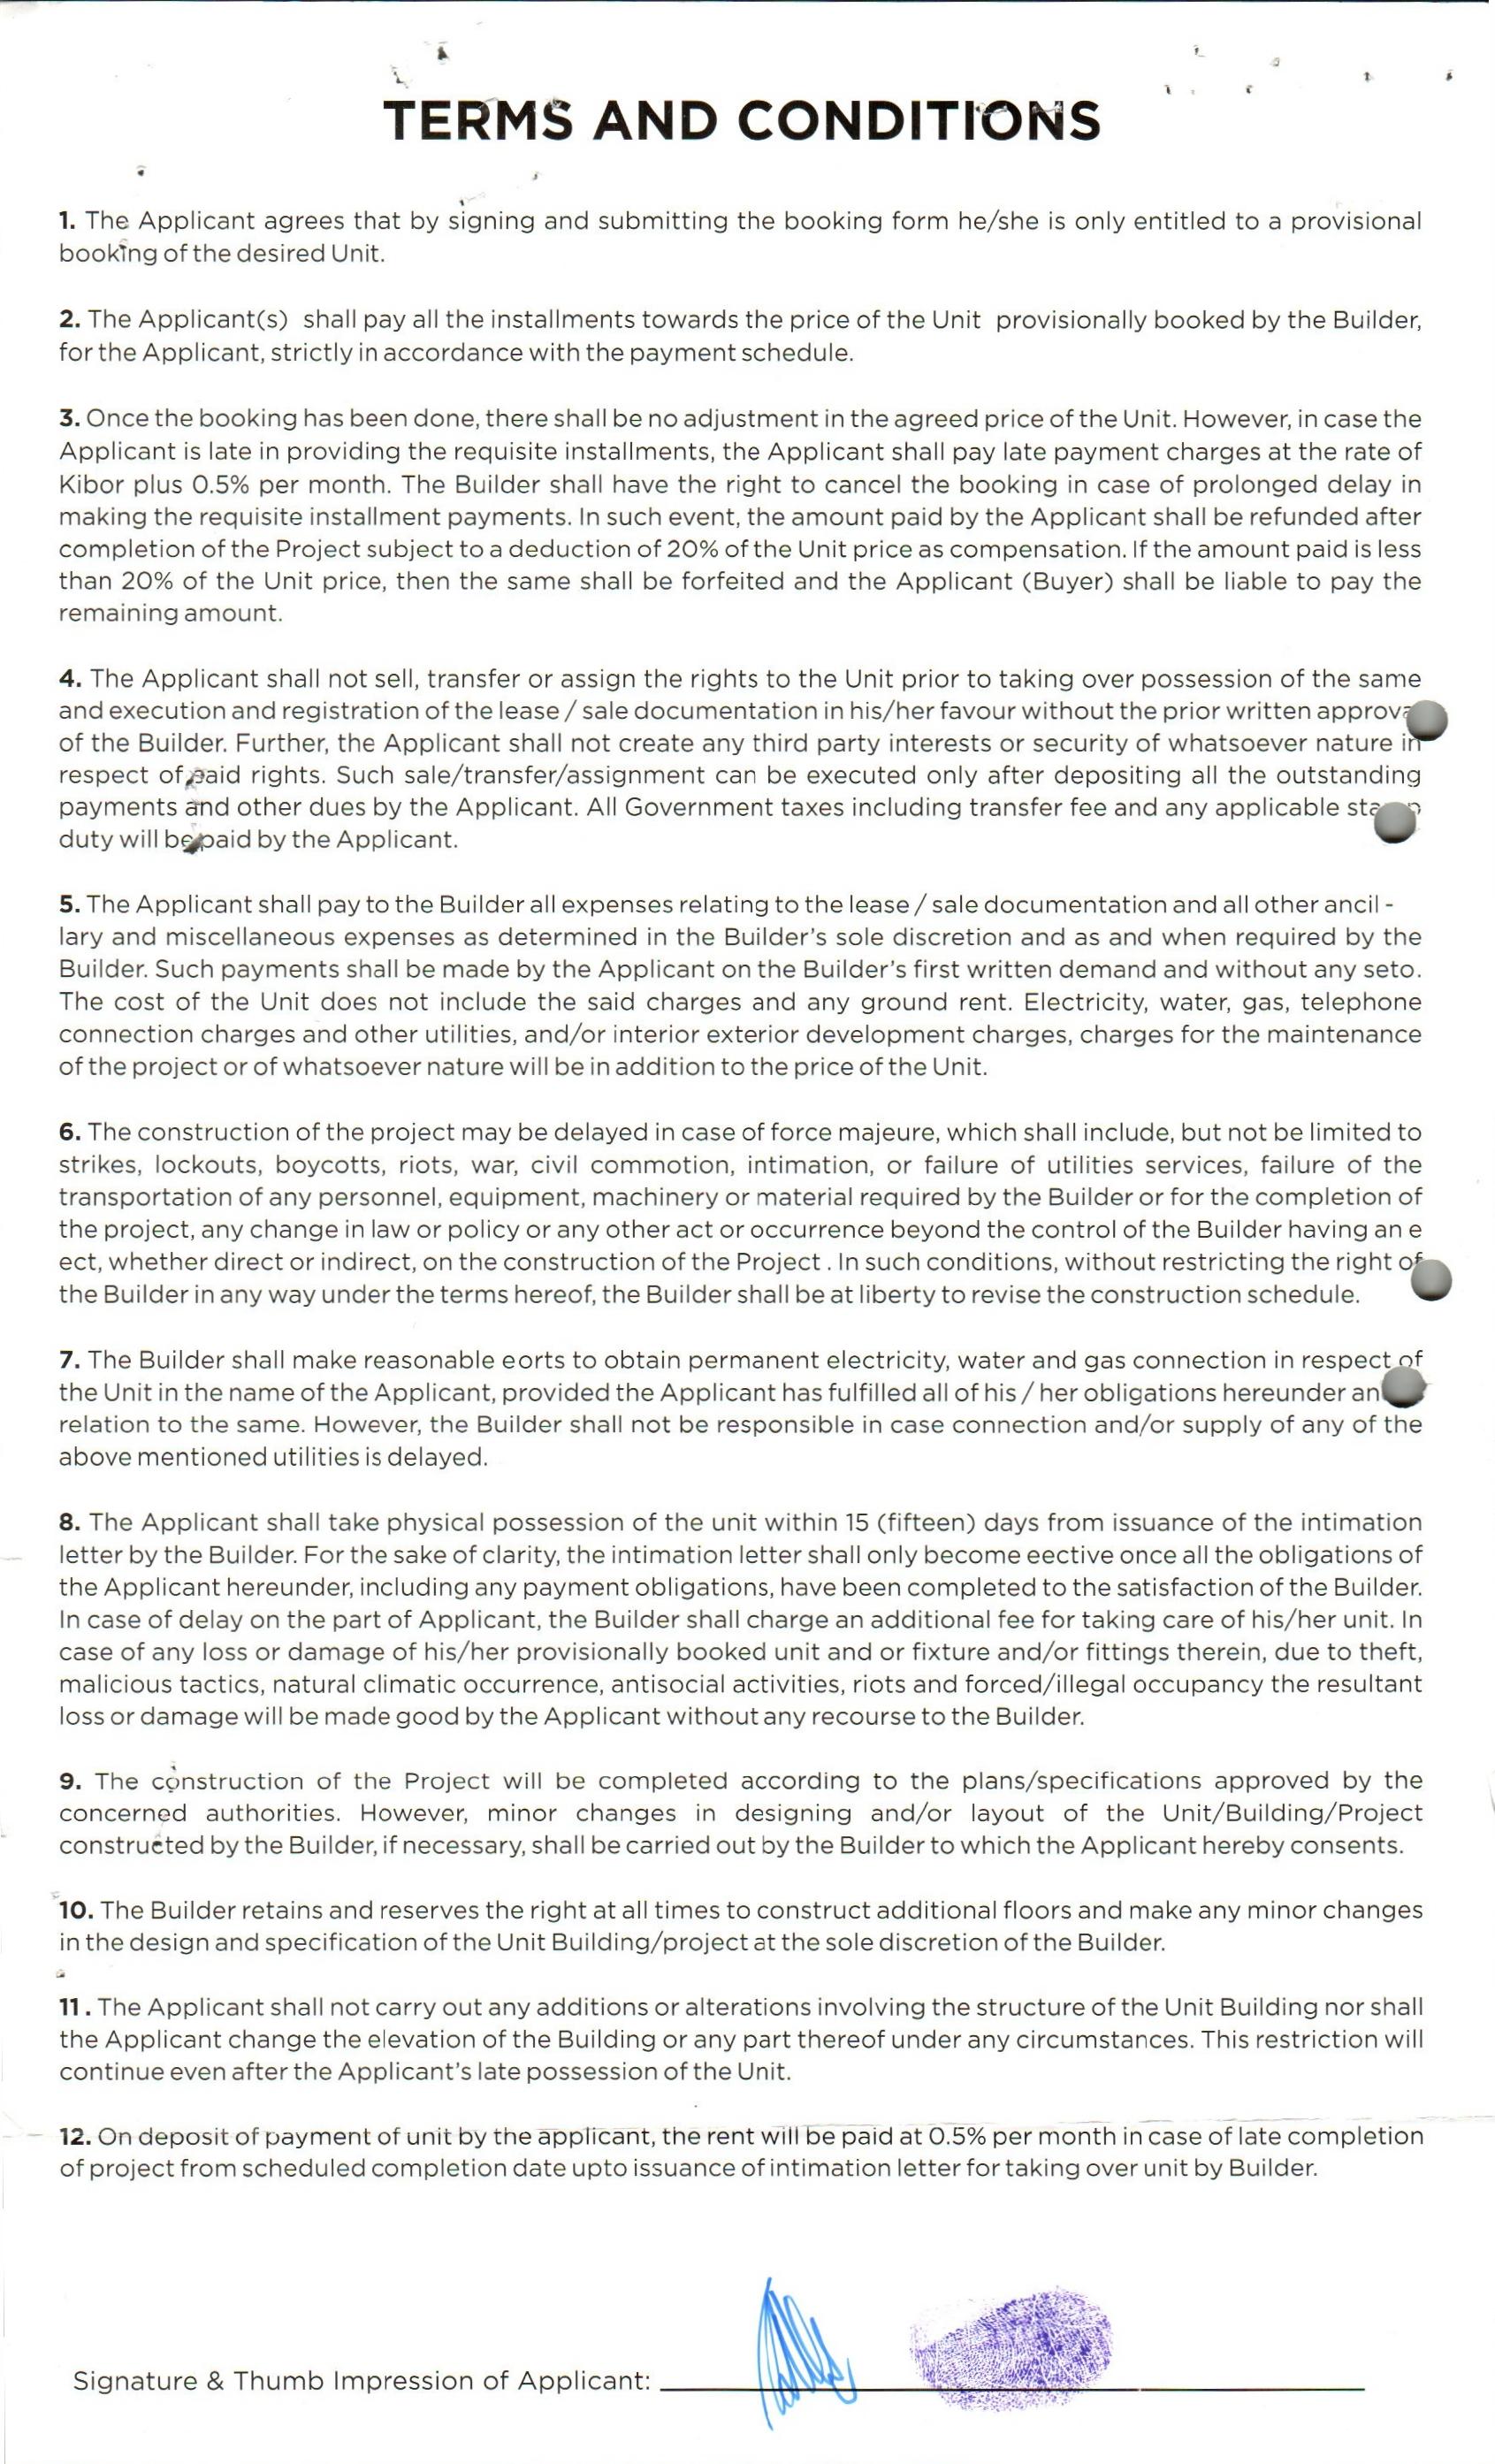 TERMS AND CONDITIONS
1. The Applicant agrees that by signing and submitting the booking form he/she is only entitled to a provisional
booking of the desired Unit.
2. The Applicant(s) shall pay all the installments towards the price of the Unit provisionally booked by the Builder,
for the Applicant, strictly in accordance with the payment schedule.
3. Once the booking has been done, there shall be no adjustment in the agreed price of the Unit. However, in case the
Applicant is late in providing the requisite installments, the Applicant shall pay late payment charges at the rate of
Kibor plus 0.5% per month. The Builder shall have the right to cancel the booking in case of prolonged delay in
making the requisite installment payments. In such event, the amount paid by the Applicant shall be refunded after
completion of the Project subject to a deduction of 20% of the Unit price as compensation. If the amount paid is less
than 20% of the Unit price, then the same shall be forfeited and the Applicant (Buyer) shall be liable to pay the
remaining amount.
4. The Applicant shall not sell, transfer or assign the rights to the Unit prior to taking over possession of the same
and execution and registration of the lease / sale documentation in his/her favour without the prior written approva
of the Builder. Further, the Applicant shall not create any third party interests or security of whatsoever nature in
respect of said rights. Such sale/transfer/assignment can be executed only after depositing all the outstanding
payments and other dues by the Applicant. All Government taxes including transfer fee and any applicable sta
duty will be paid by the Applicant.
5. The Applicant shall pay to the Builder all expenses relating to the lease / sale documentation and all other ancil -
lary and miscellaneous expenses as determined in the Builder's sole discretion and as and when required by the
Builder. Such payments shall be made by the Applicant on the Builder's first written demand and without any seto.
The cost of the Unit does not include the said charges and any ground rent. Electricity, water, gas, telephone
connection charges and other utilities, and/or interior exterior development charges, charges for the maintenance
of the project or of whatsoever nature will be in addition to the price of the Unit.
6. The construction of the project may be delayed in case of force majeure, which shall include, but not be limited to
strikes, lockouts, boycotts, riots, war, civil commotion, intimation, or failure of utilities services, failure of the
transportation of any personnel, equipment, machinery or material required by the Builder or for the completion of
the project, any change in law or policy or any other act or occurrence beyond the control of the Builder having an e
ect, whether direct or indirect, on the construction of the Project . In such conditions, without restricting the right of
the Builder in any way under the terms hereof, the Builder shall be at liberty to revise the construction schedule.
7. The Builder shall make reasonable eorts to obtain permanent electricity, water and gas connection in respect of
the Unit in the name of the Applicant, provided the Applicant has fulfilled all of his / her obligations hereunder an
relation to the same. However, the Builder shall not be responsible in case connection and/or supply of any of the
above mentioned utilities is delayed.
8. The Applicant shall take physical possession of the unit within 15 (fifteen) days from issuance of the intimation
letter by the Builder. For the sake of clarity, the intimation letter shall only become eective once all the obligations of
the Applicant hereunder, including any payment obligations, have been completed to the satisfaction of the Builder.
In case of delay on the part of Applicant, the Builder shall charge an additional fee for taking care of his/her unit. In
case of any loss or damage of his/her provisionally booked unit and or fixture and/or fittings therein, due to theft,
malicious tactics, natural climatic occurrence, antisocial activities, riots and forced/illegal occupancy the resultant
loss or damage will be made good by the Applicant without any recourse to the Builder.
9. The construction of the Project will be completed according to the plans/specifications approved by the
concerned authorities. However, minor changes in designing and/or layout of the Unit/Building/Project
constructed by the Builder, if necessary, shall be carried out by the Builder to which the Applicant hereby consents.
10. The Builder retains and reserves the right at all times to construct additional floors and make any minor changes
in the design and specification of the Unit Building/project at the sole discretion of the Builder.
11. The Applicant shall not carry out any additions or alterations involving the structure of the Unit Building nor shall
the Applicant change the elevation of the Building or any part thereof under any circumstances. This restriction will
continue even after the Applicant's late possession of the Unit.
12. On deposit of payment of unit by the applicant, the rent will be paid at 0.5% per month in case of late completion
of project from scheduled completion date upto issuance of intimation letter for taking over unit by Builder.
Signature & Thumb Impression of Applicant: